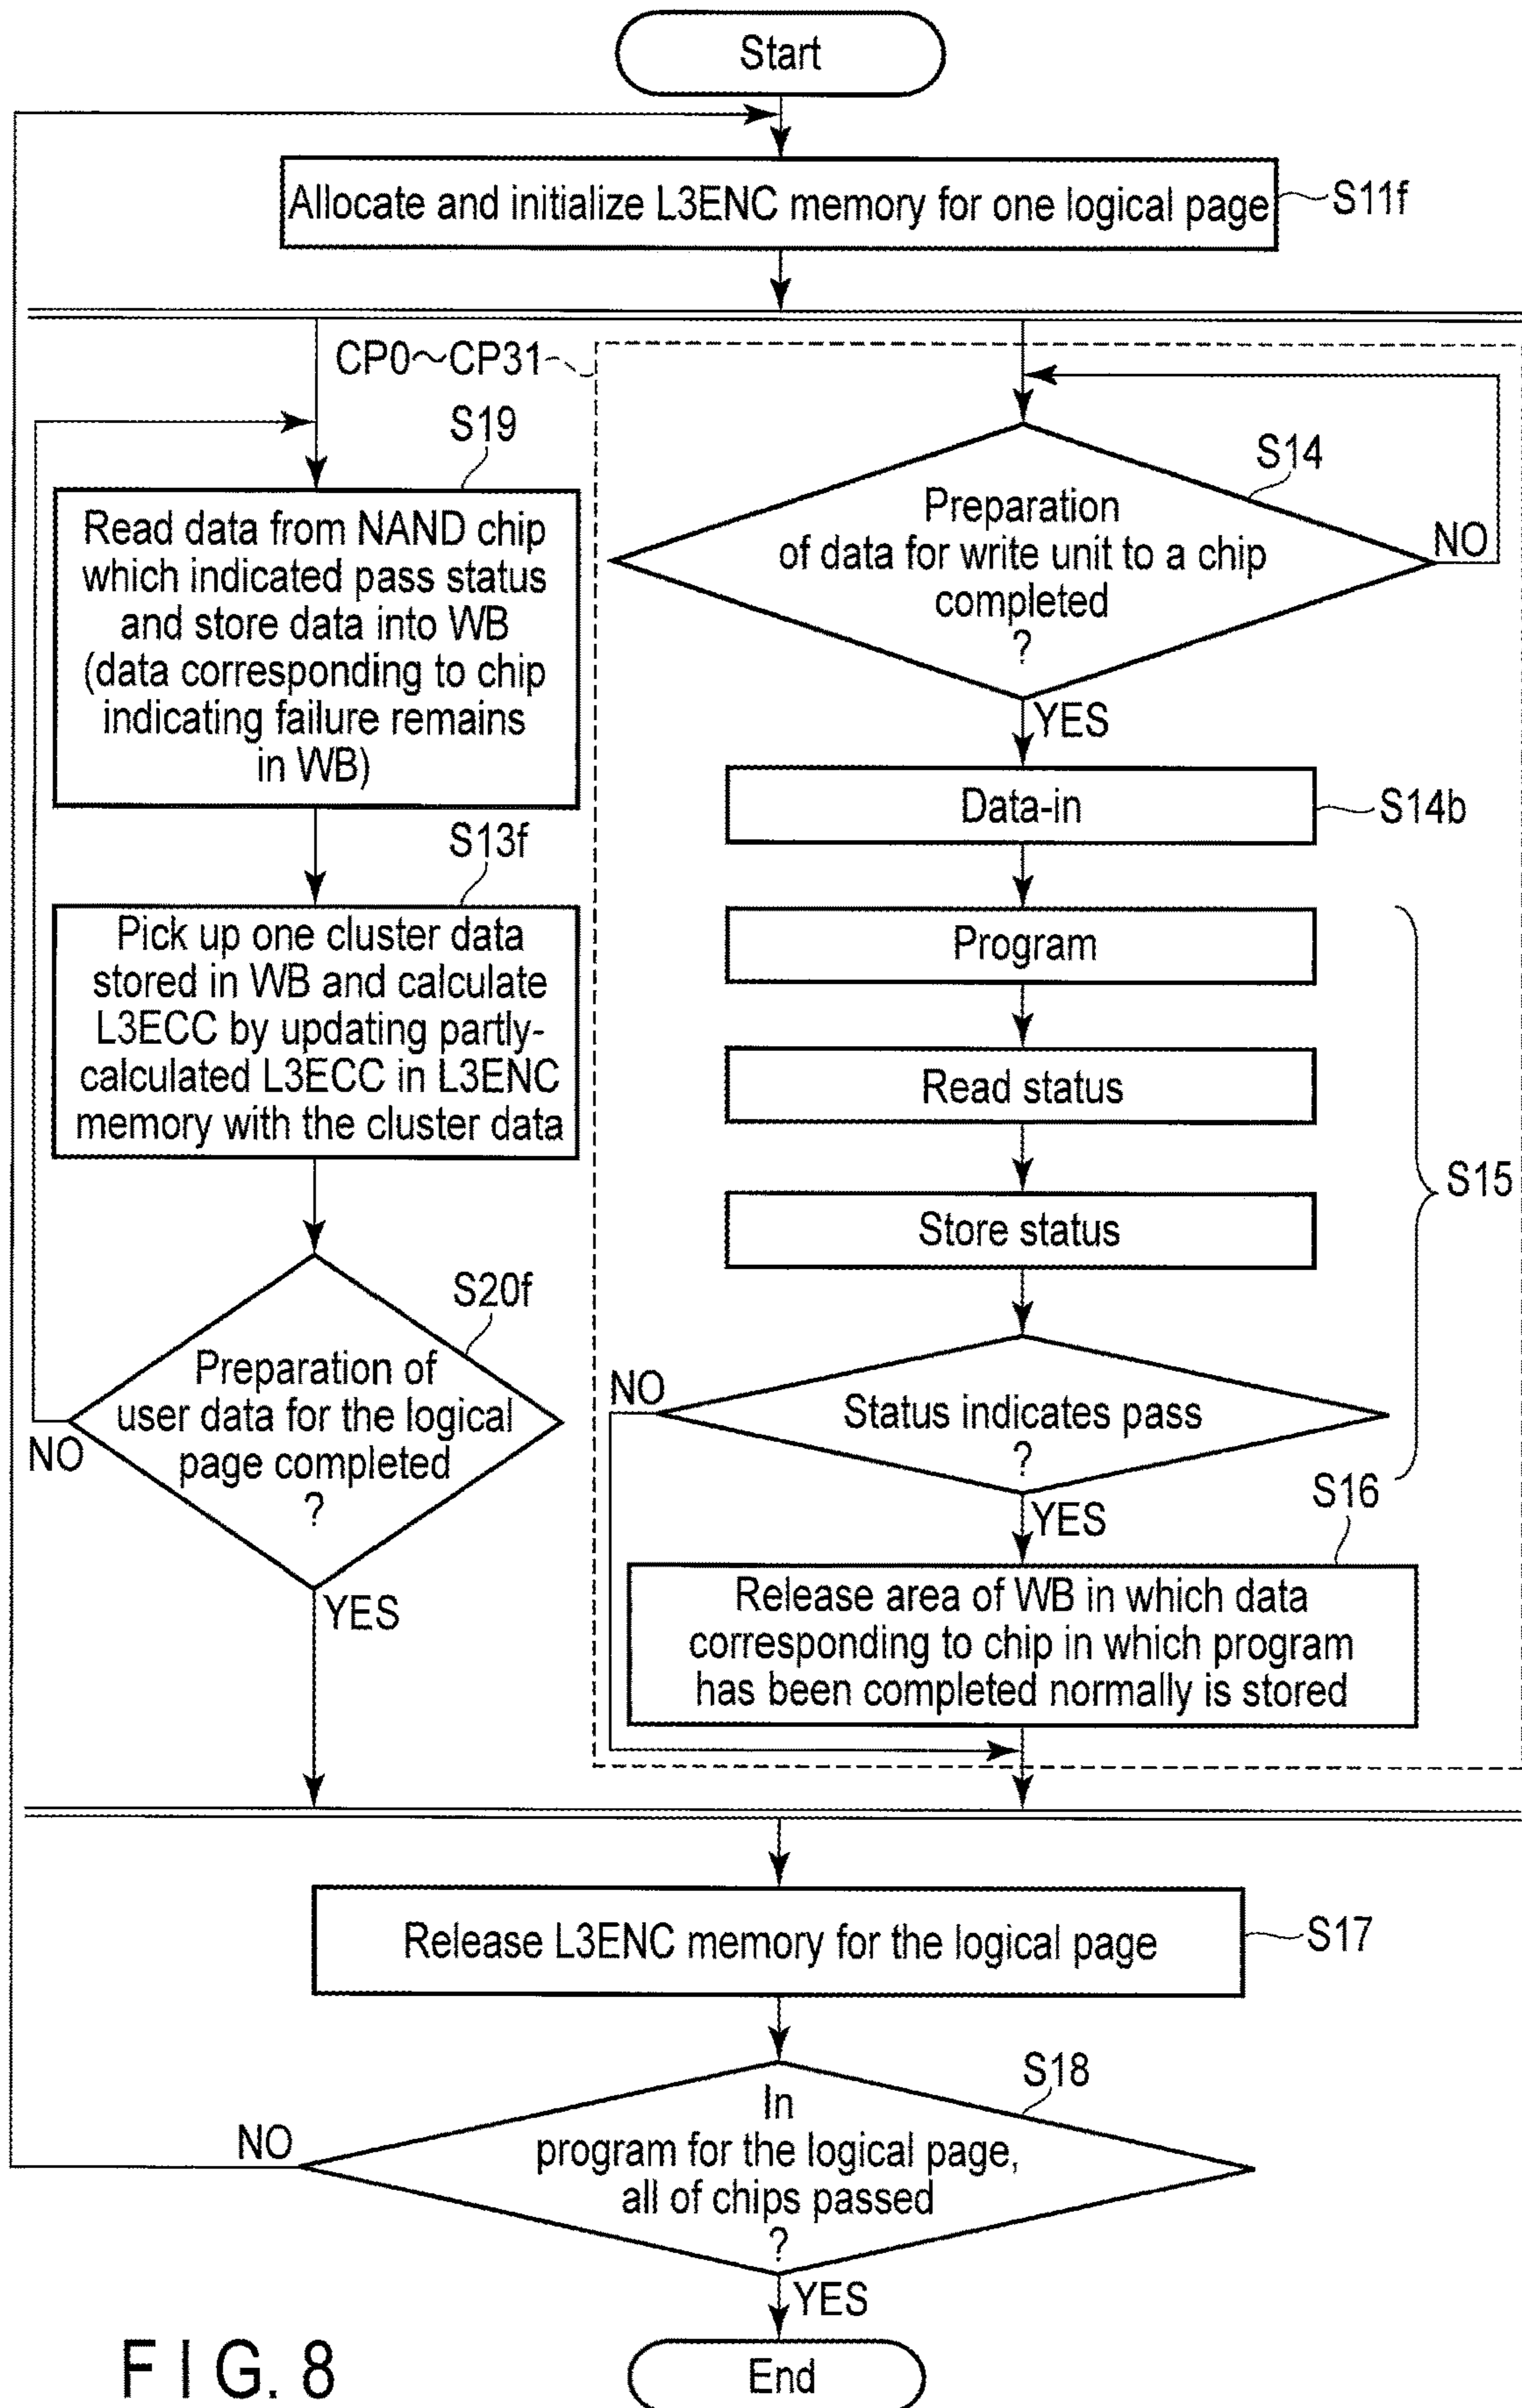 Start
Allocate and initialize L3ENC memory for one logical page
S11f
CP0~CP31
S19
Read data from NAND chip
which indicated pass status
and store data into WB
(data corresponding to chip
indicating failure remains
in WB)
S13f
Pick up one cluster data
stored in WB and calculate
L3ECC by updating partly-
calculated L3ECC in L3ENC
memory with the cluster data
S20f
Preparation of
user data for the logical
page completed
?
NO
YES
S14
Preparation
of data for write unit to a chip
completed
?
NO
YES
Data-in
S14b
Program
Read status
Store status
S15
NO
Status indicates pass
?
YES
S16
Release area of WB in which data
corresponding to chip in which program
has been completed normally is stored
Release L3ENC memory for the logical page
S17
S18
NO
In
program for the logical page,
all of chips passed
?
YES
End
FIG. 8